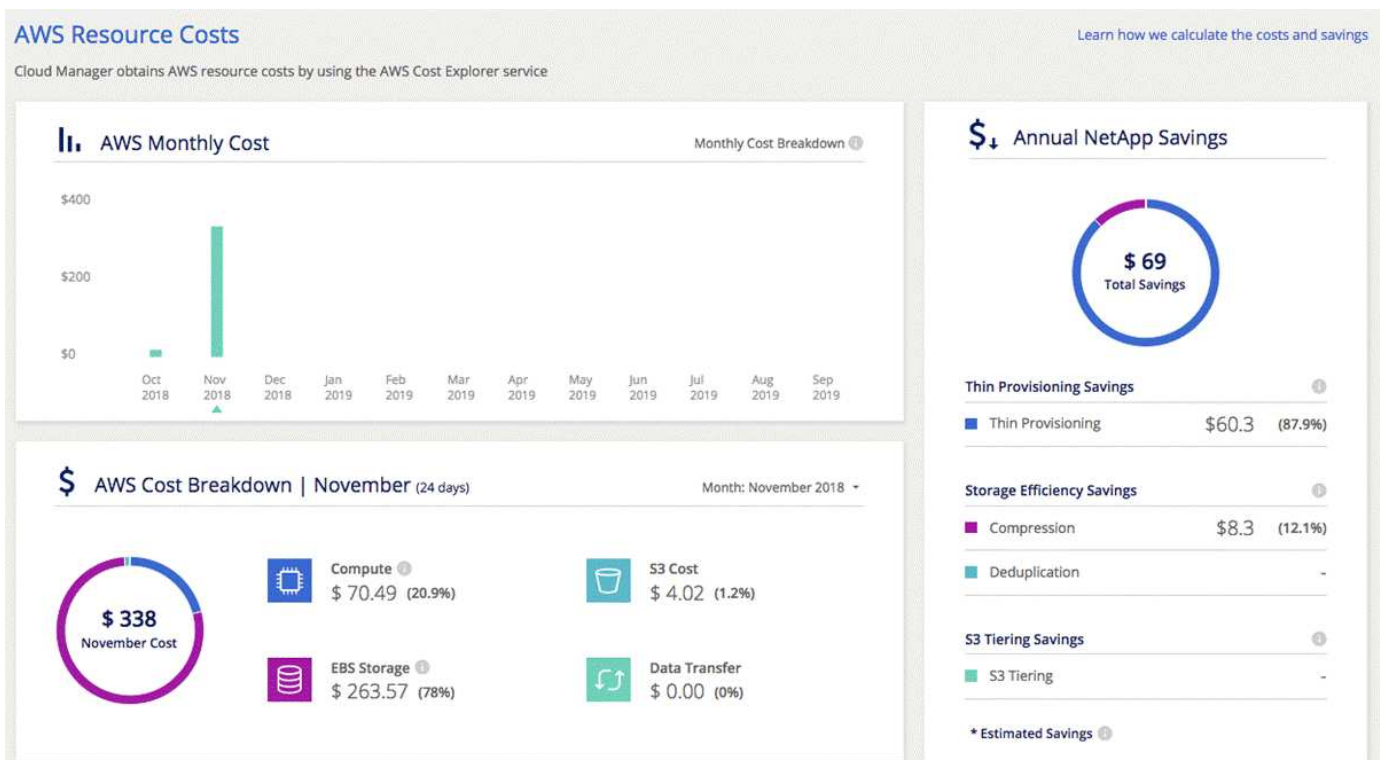 AWS Resource Costs
Learn how we calculate the costs and savings
Cloud Manager obtains AWS resource costs by using the AWS Cost Explorer service
AWS Monthly Cost
Monthly Cost Breakdown
$400
$200
$0
Oct Nov Dec Jan Feb Mar Apr May Jun Jul Aug Sep
2018 2018 2018 2019 2019 2019 2019 2019 2019 2019 2019 2019
AWS Cost Breakdown | November (24 days)
Month: November 2018
$ 338
November Cost
Compute
$ 70.49 (20.9%)
S3 Cost
$ 4.02 (1.2%)
EBS Storage
$ 263.57 (78%)
Data Transfer
$ 0.00 (0%)
Annual NetApp Savings
$ 69
Total Savings
Thin Provisioning Savings
Thin Provisioning $60.3 (87.9%)
Storage Efficiency Savings
Compression $8.3 (12.1%)
Deduplication -
S3 Tiering Savings
S3 Tiering -
* Estimated Savings